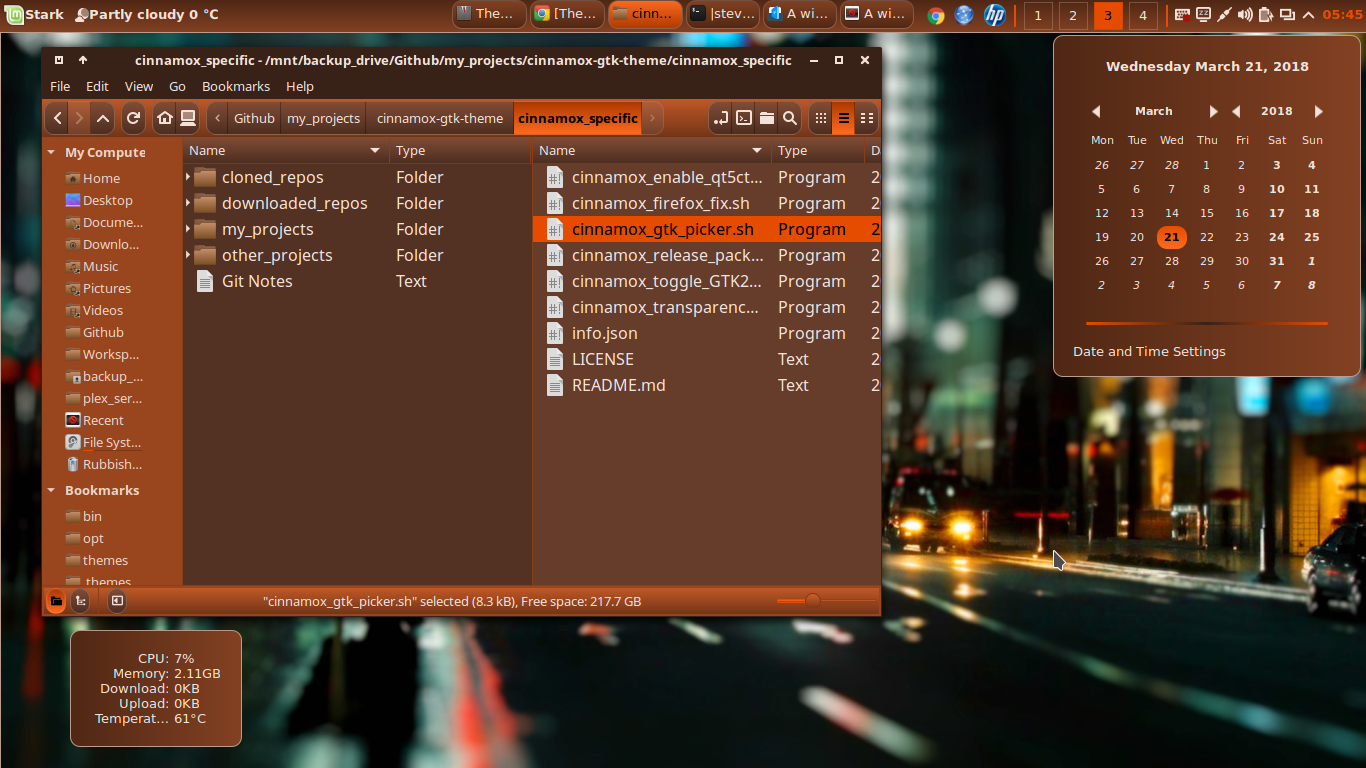 Stark
Partly cloudy 0 °C
The...
[The...
cinn...
|stev...
A wi...
A wi...
hp
1 2 3 4
05:45
cinnamox_specific - /mnt/backup_drive/Github/my_projects/cinnamox-gtk-theme/cinnamox_specific
File Edit View Go Bookmarks Help
Github my_projects cinnamox-gtk-theme cinnamox_specific
My Compute
Home
Desktop
Docume...
Downlo...
Music
Pictures
Videos
Github
Worksp...
backup_...
plex_ser...
Recent
File Syst...
Rubbish...
Bookmarks
bin
opt
themes
.themes
Name Type
cloned_repos Folder
downloaded_repos Folder
my_projects Folder
other_projects Folder
Git Notes Text
Name Type D
cinnamox_enable_qt5ct... Program 2
cinnamox_firefox_fix.sh Program 2
cinnamox_gtk_picker.sh Program 2
cinnamox_release_pack... Program 2
cinnamox_toggle_GTK2... Program 2
cinnamox_transparenc... Program 2
info.json Program 2
LICENSE Text 2
README.md Text 2
"cinnamox_gtk_picker.sh" selected (8.3 kB), Free space: 217.7 GB
Wednesday March 21, 2018
March 2018
Mon Tue Wed Thu Fri Sat Sun
26 27 28 1 2 3 4
5 6 7 8 9 10 11
12 13 14 15 16 17 18
19 20 21 22 23 24 25
26 27 28 29 30 31 1
2 3 4 5 6 7 8
Date and Time Settings
CPU: 7%
Memory: 2.11GB
Download: 0KB
Upload: 0KB
Temperat... 61°C